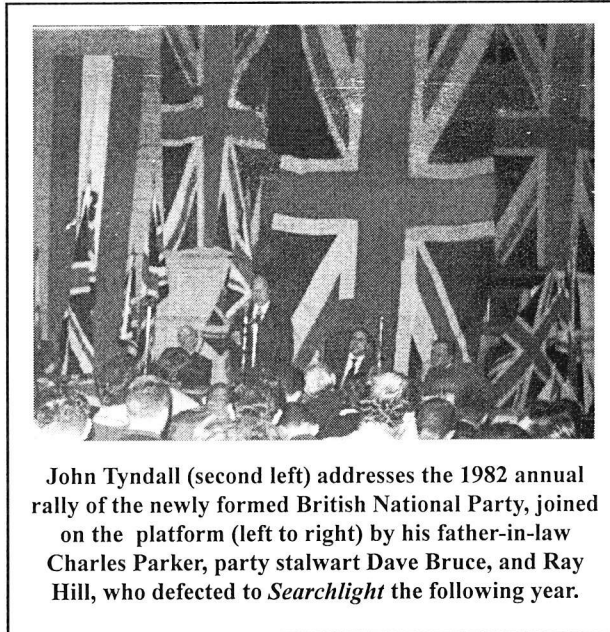 John Tyndall (second left) addresses the 1982 annual
rally of the newly formed British National Party, joined
on the platform (left to right) by his father-in-law
Charles Parker, party stalwart Dave Bruce, and Ray
Hill, who defected to Searchlight the following year.